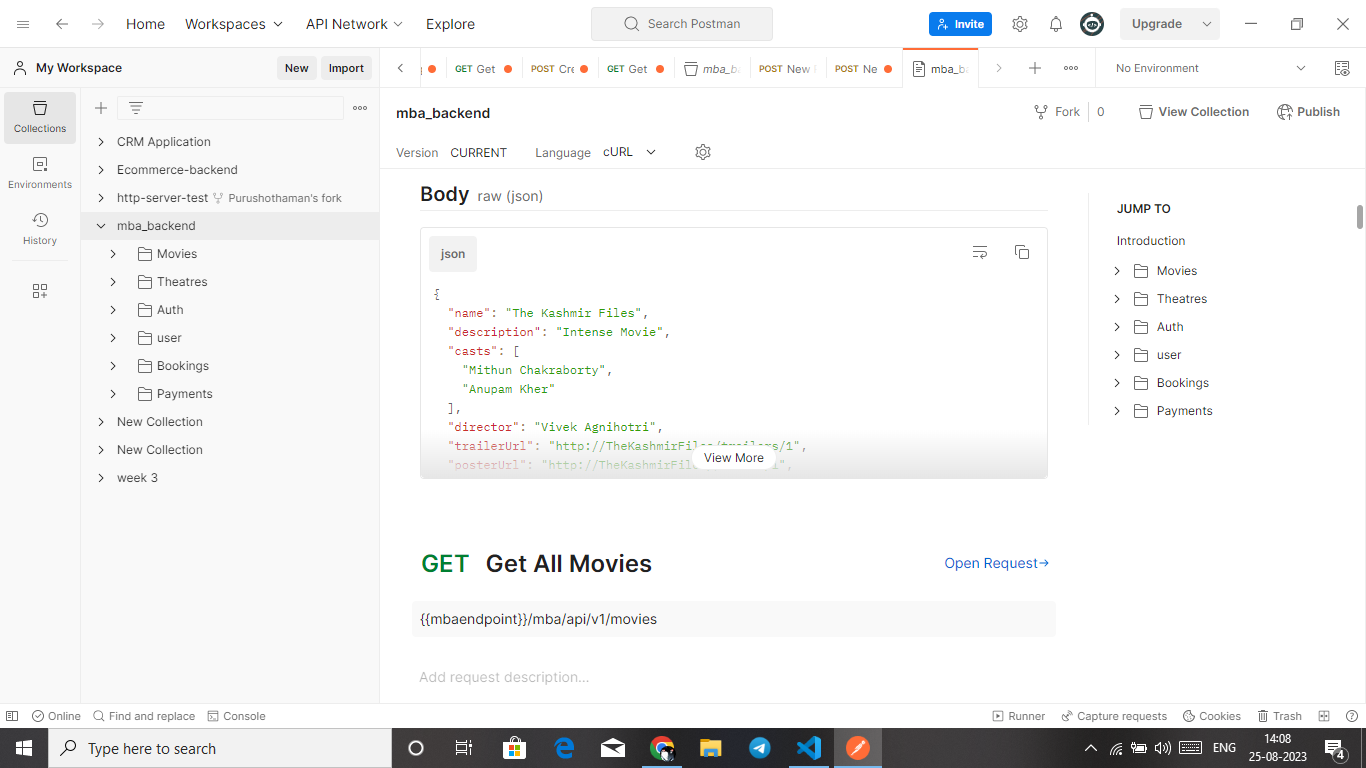 Home Workspaces API Network Explore Search Postman Invite Upgrade
My Workspace New Import GET Get POST Cre GET Get mba_b POST New POST Ne mba_b No Environment
Collections
Environments
History
CRM Application
Ecommerce-backend
http-server-test Purushothaman's fork
mba_backend
Movies
Theatres
Auth
user
Bookings
Payments
New Collection
New Collection
week 3
mba_backend Fork 0 View Collection Publish
Version CURRENT Language cURL
Body raw (json)
json
{
"name": "The Kashmir Files",
"description": "Intense Movie",
"casts": [
"Mithun Chakraborty",
"Anupam Kher"
],
"director": "Vivek Agnihotri",
"trailerUrl": "http://TheKashmirFiles/trailers/1",
"posterUrl": "http://TheKashmirFiles
View More
GET Get All Movies Open Request→
{{mbaendpoint}}/mba/api/v1/movies
Add request description...
JUMP TO
Introduction
Movies
Theatres
Auth
user
Bookings
Payments
Online Find and replace Console Runner Capture requests Cookies Trash
Type here to search ENG 14:08
25-08-2023 4